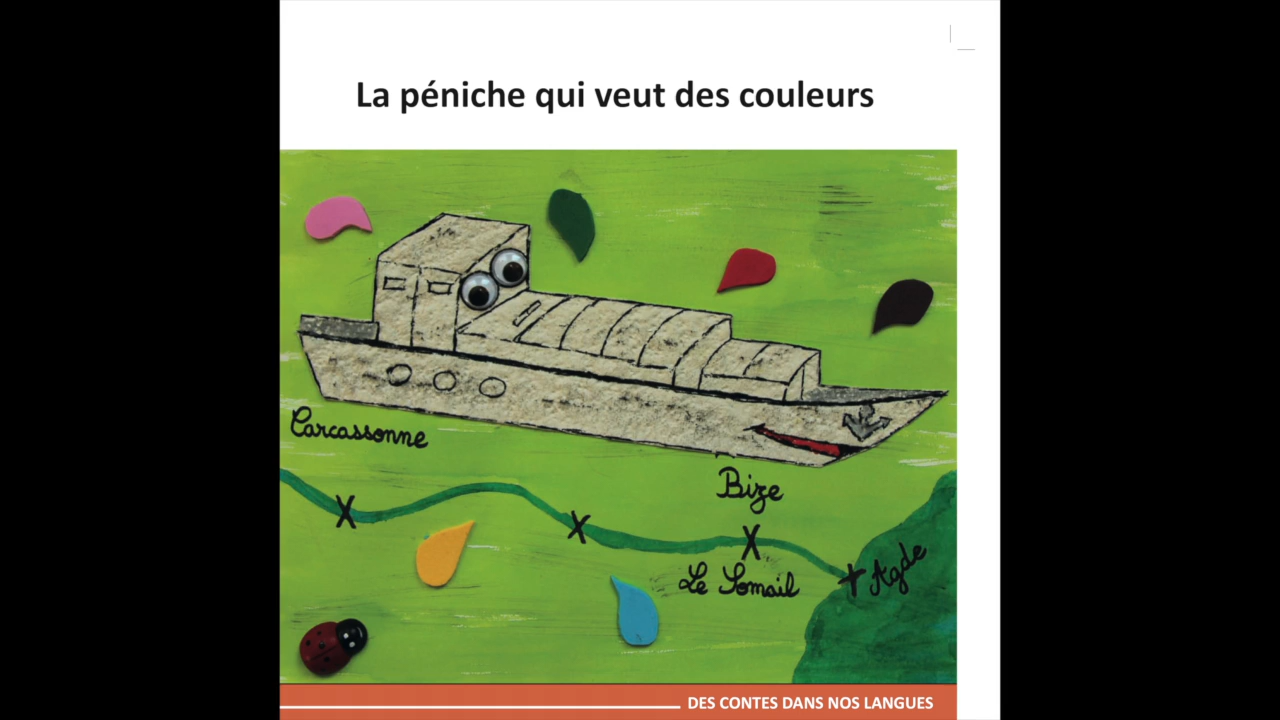 La péniche qui veut des couleurs
Carcassonne
Bize
Le Somail
Agde
DES CONTES DANS NOS LANGUES